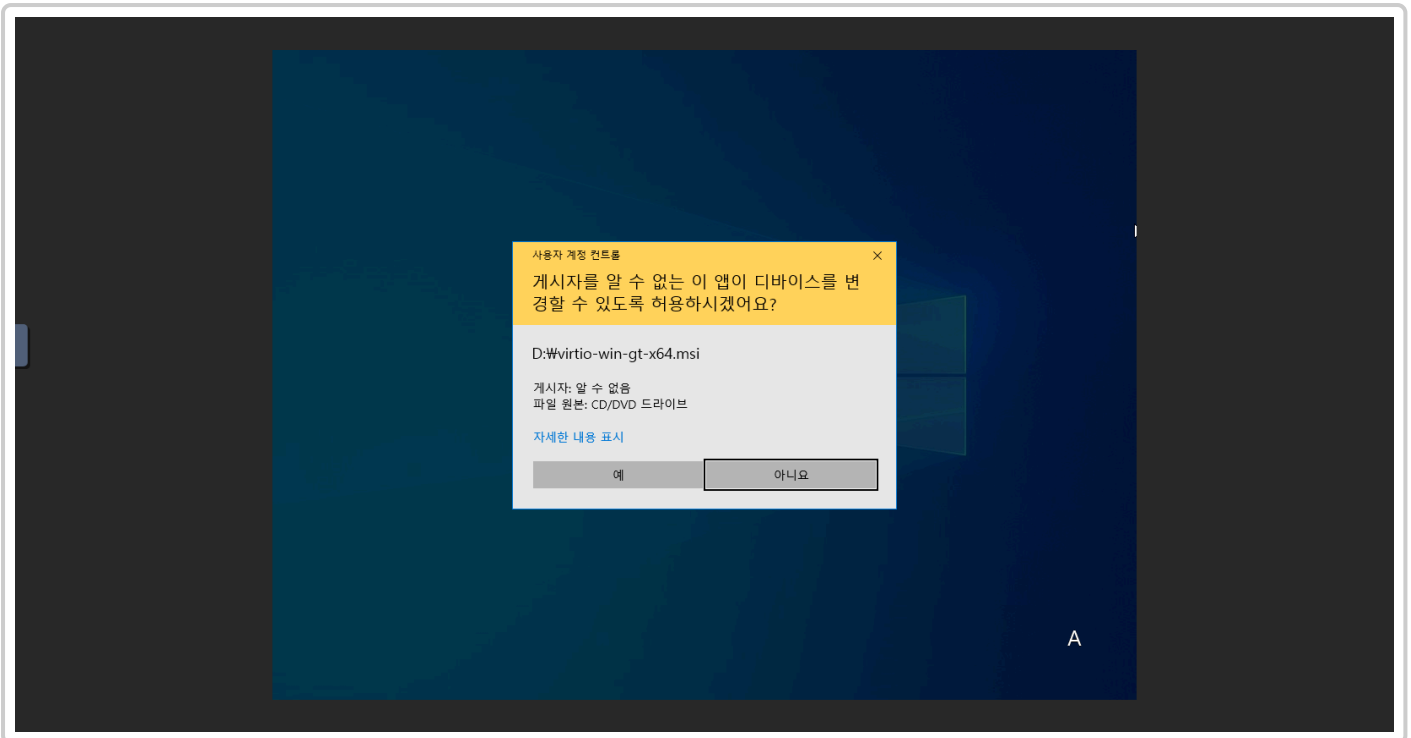 사용자 계정 컨트롤
게시자를 알 수 없는 이 앱이 디바이스를 변
경할 수 있도록 허용하시겠어요?
D:₩virtio-win-gt-x64.msi
게시자: 알 수 없음
파일 원본: CD/DVD 드라이브
자세한 내용 표시
예
아니요
A